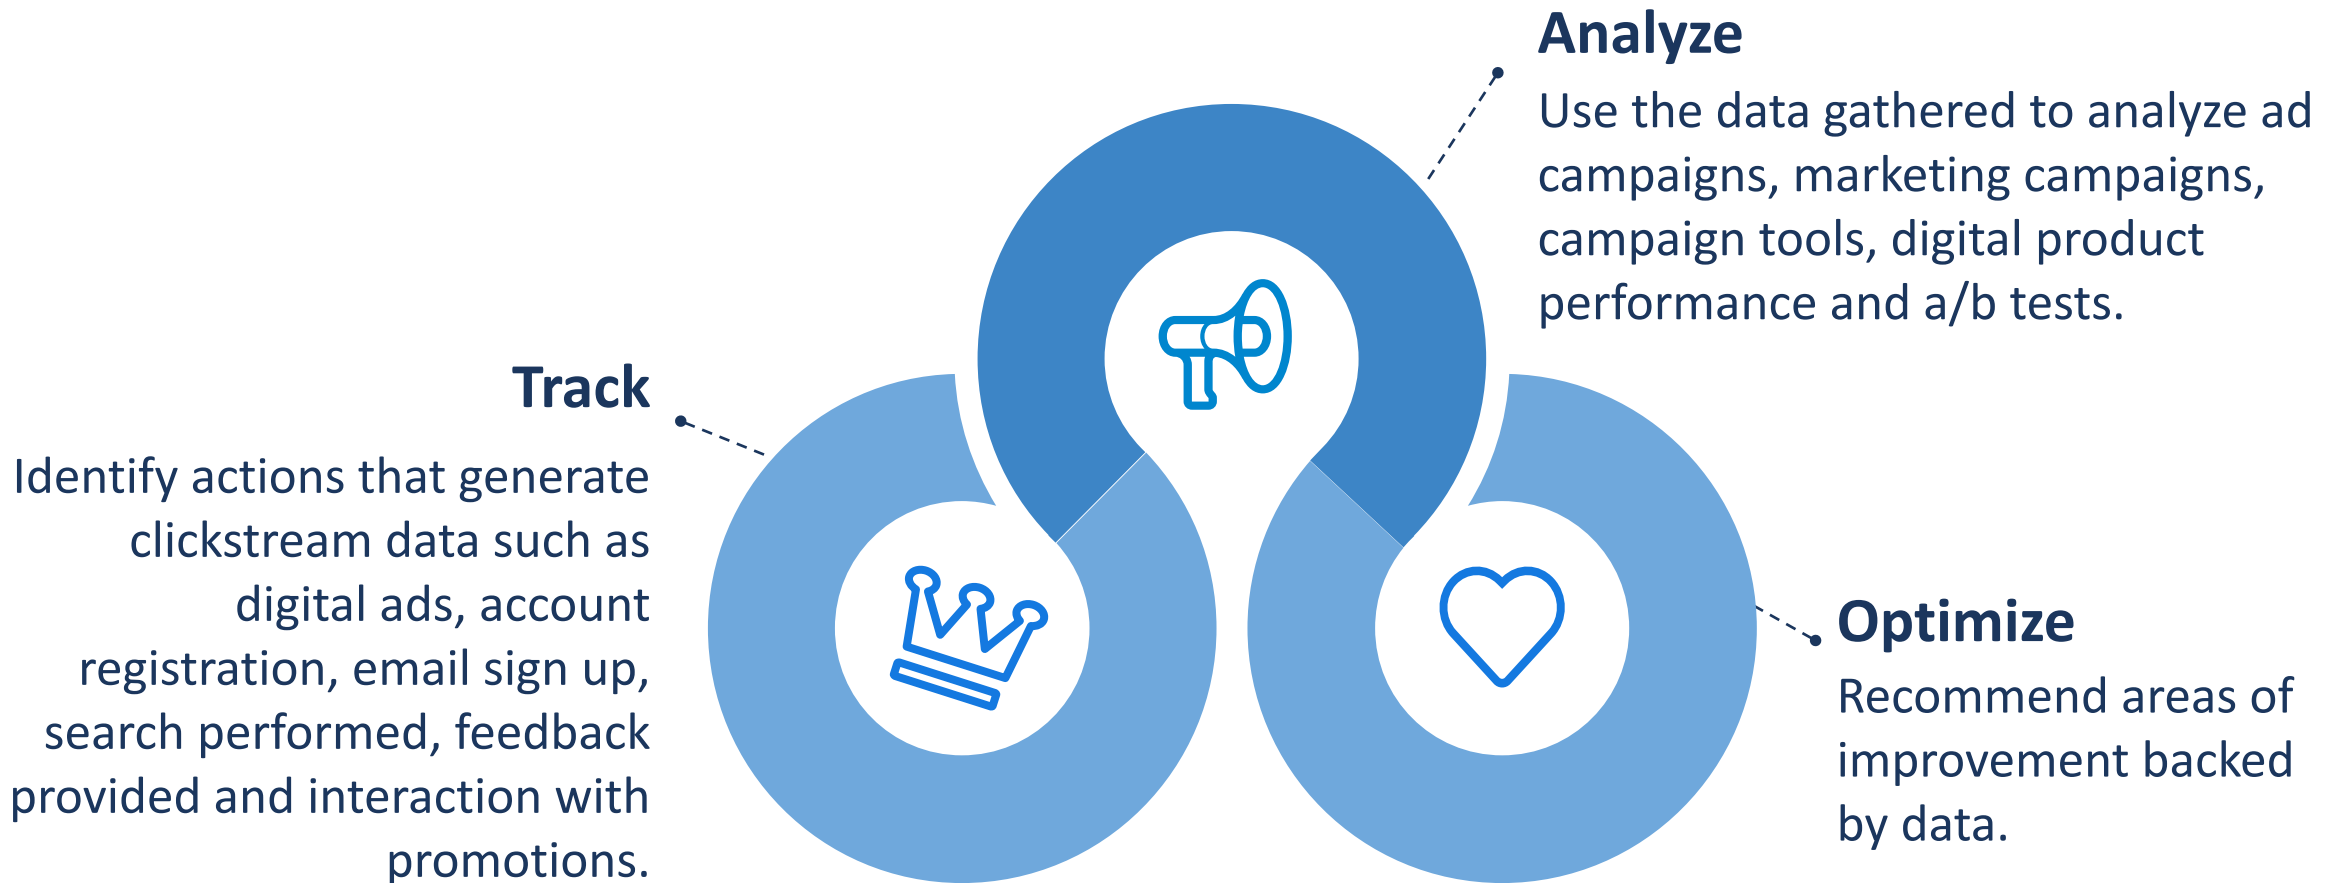 Track
Identify actions that generate
clickstream data such as
digital ads, account
registration, email sign up,
search performed, feedback
provided and interaction with
promotions.
Analyze
Use the data gathered to analyze ad
campaigns, marketing campaigns,
campaign tools, digital product
performance and a/b tests.
Optimize
Recommend areas of
improvement backed
by data.